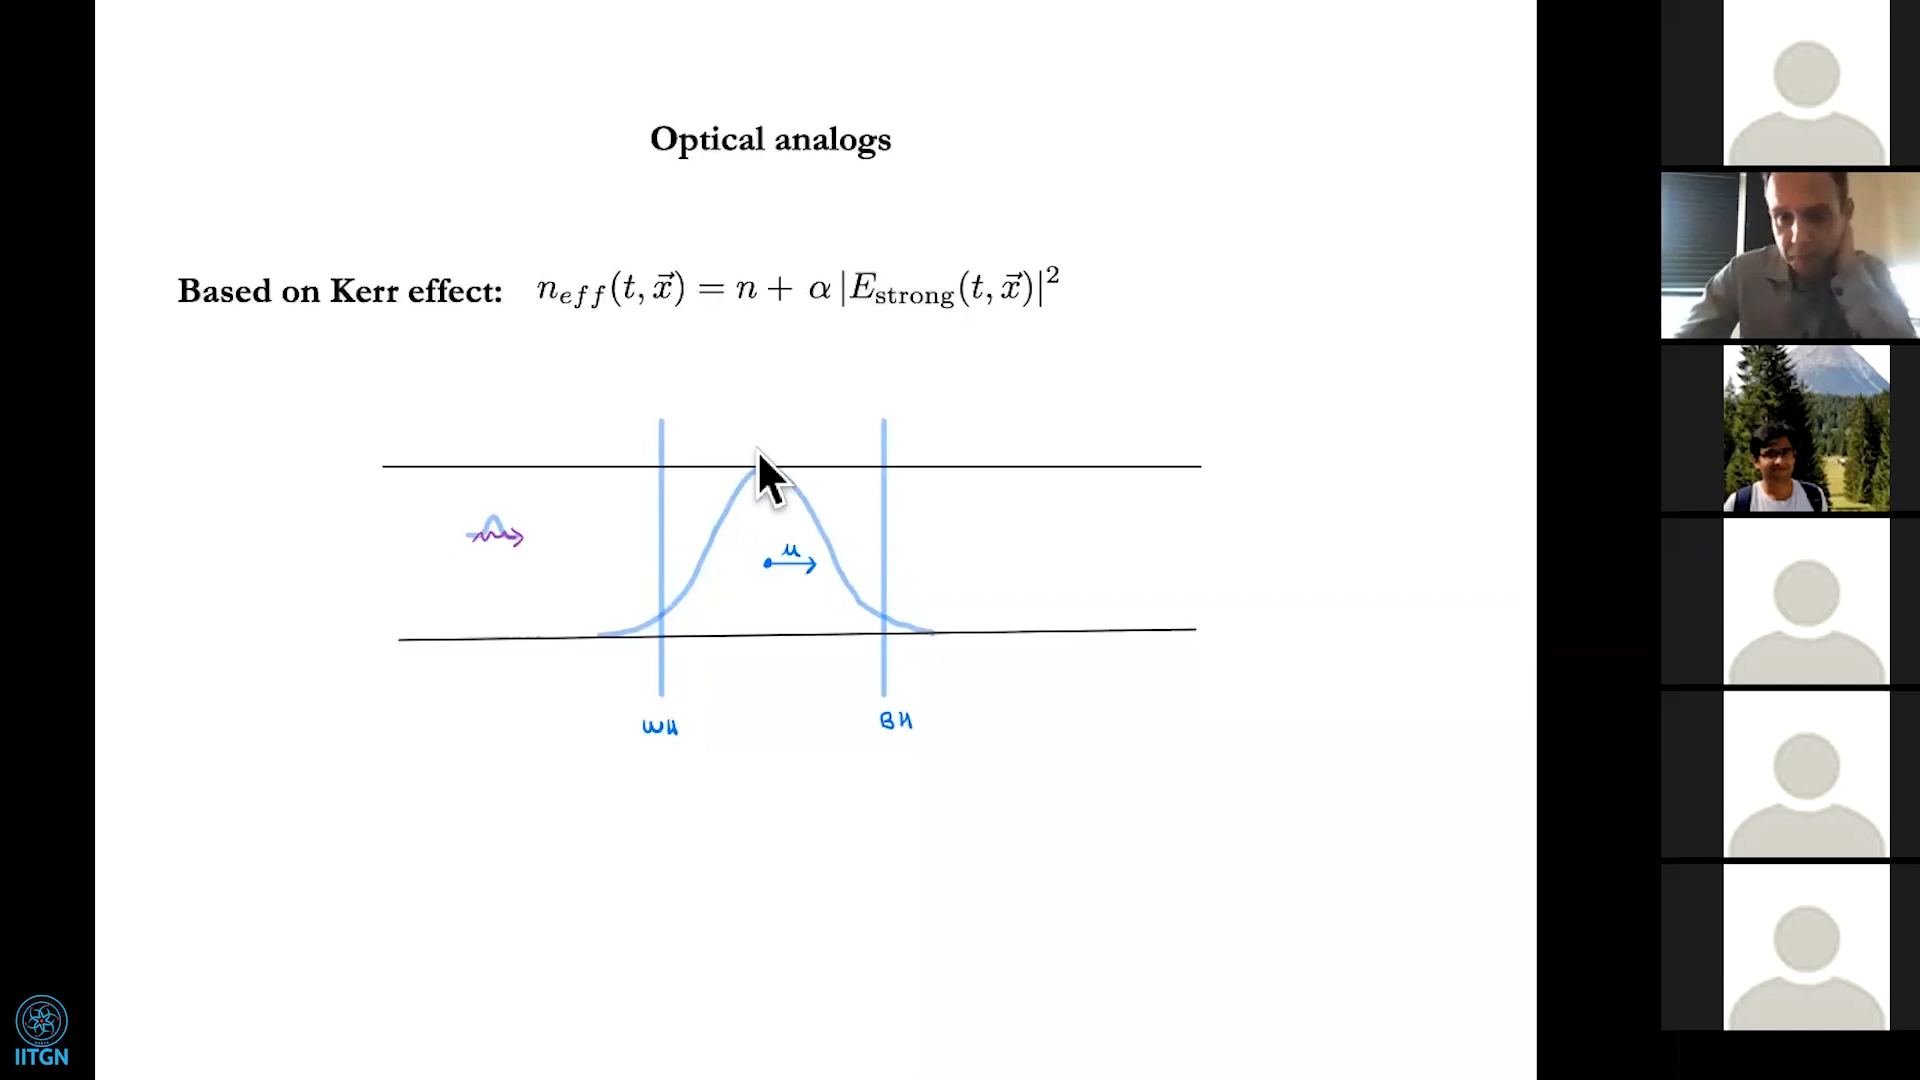 Optical analogs
Based on Kerr effect: $n_{eff}(t,\vec{x}) = n + \alpha\,|E_{\text{strong}}(t,\vec{x})|^2$
u
WH
BH
IITGN